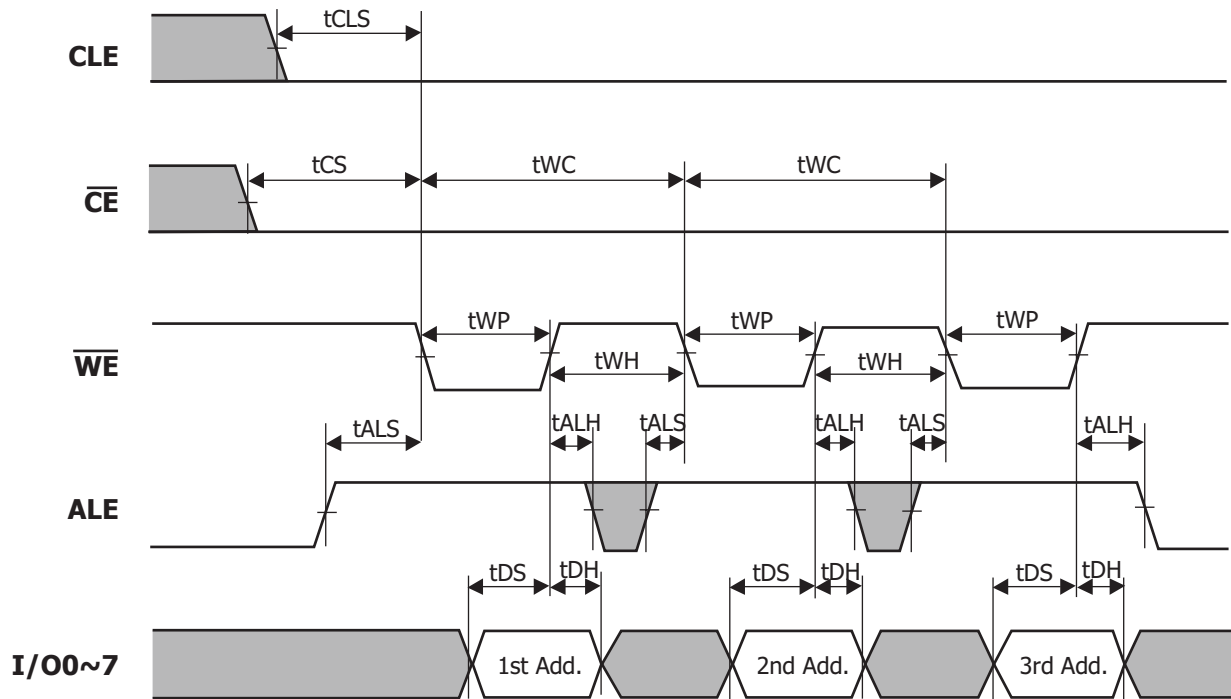 tCLS
CLE
tCS tWC tWC
CE
tWP tWP tWP
WE
tWH tWH
tALS tALH tALS tALH tALS tALH
ALE
tDS tDH tDS tDH tDS tDH
I/O0~7 1st Add. 2nd Add. 3rd Add.